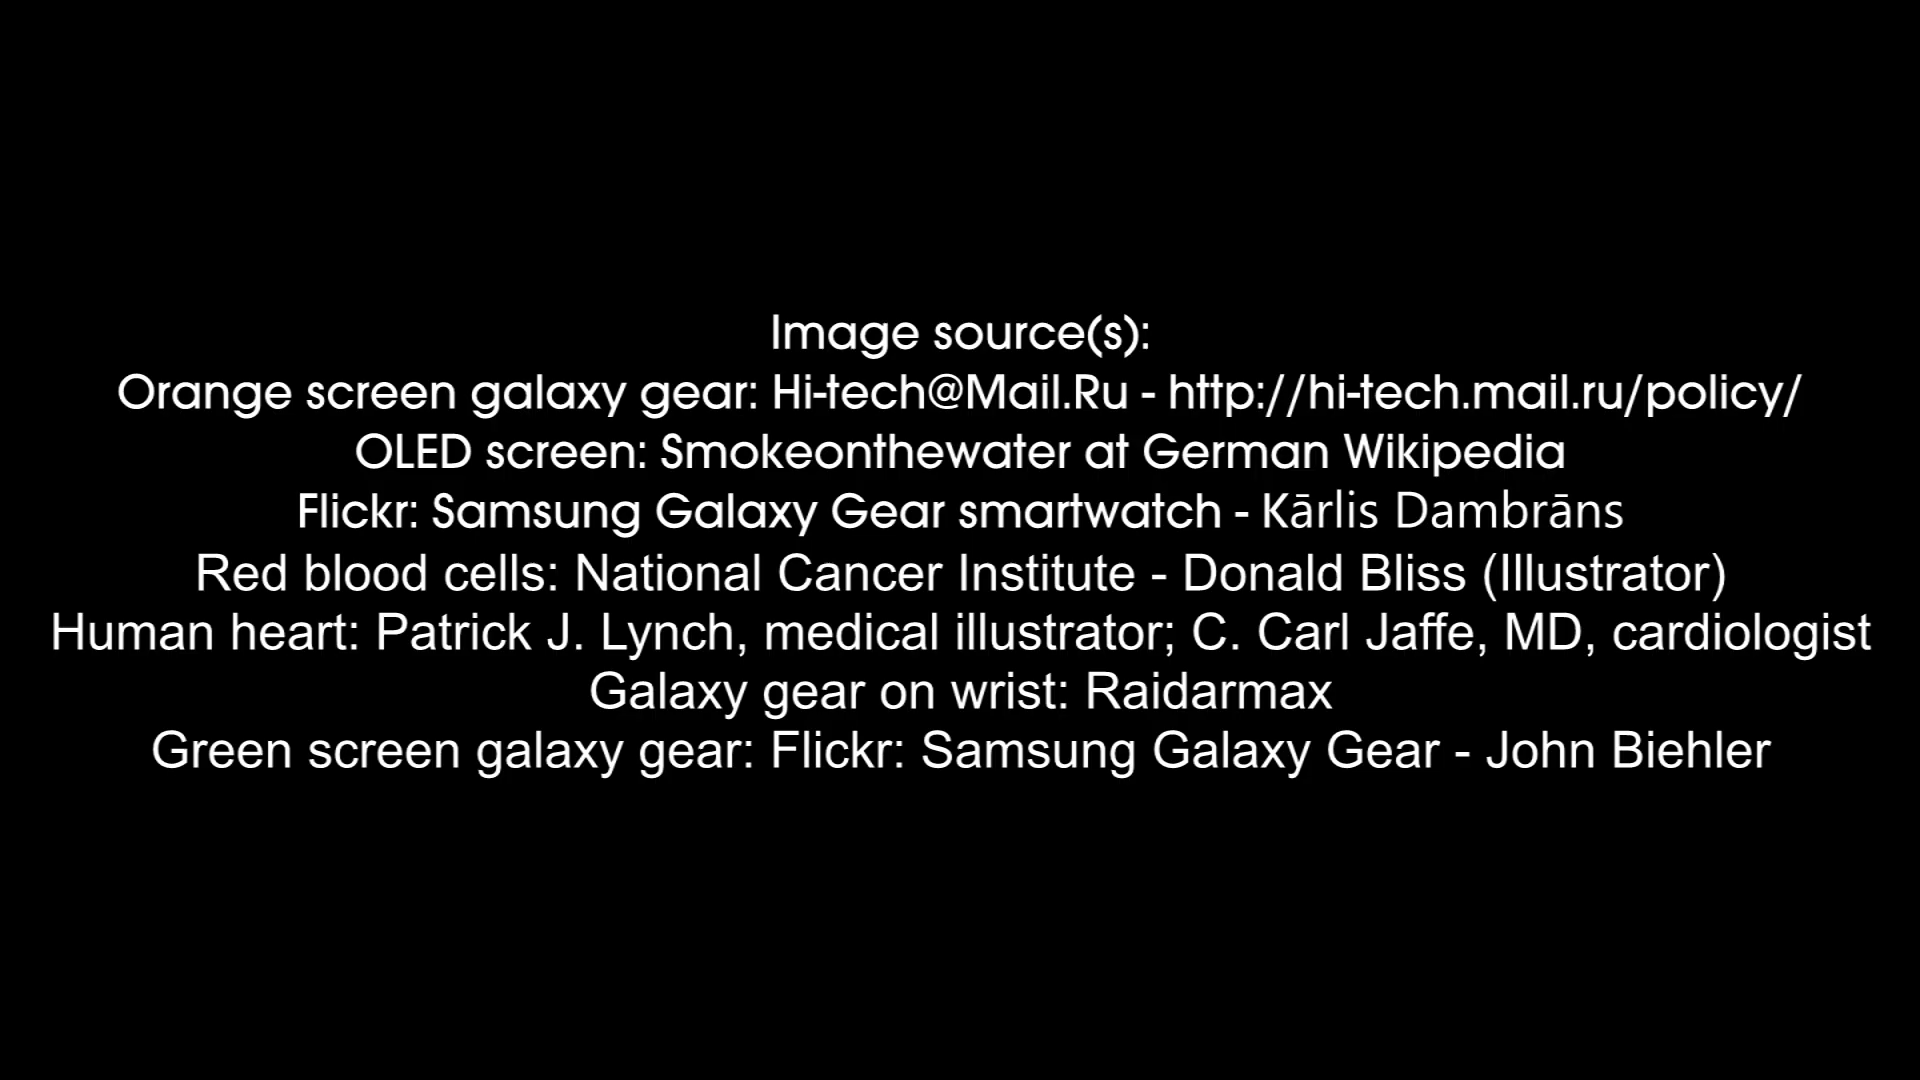 Image source(s):
Orange screen galaxy gear: Hi-tech@Mail.Ru - http://hi-tech.mail.ru/policy/
OLED screen: Smokeonthewater at German Wikipedia
Flickr: Samsung Galaxy Gear smartwatch - Kārlis Dambrāns
Red blood cells: National Cancer Institute - Donald Bliss (Illustrator)
Human heart: Patrick J. Lynch, medical illustrator; C. Carl Jaffe, MD, cardiologist
Galaxy gear on wrist: Raidarmax
Green screen galaxy gear: Flickr: Samsung Galaxy Gear - John Biehler